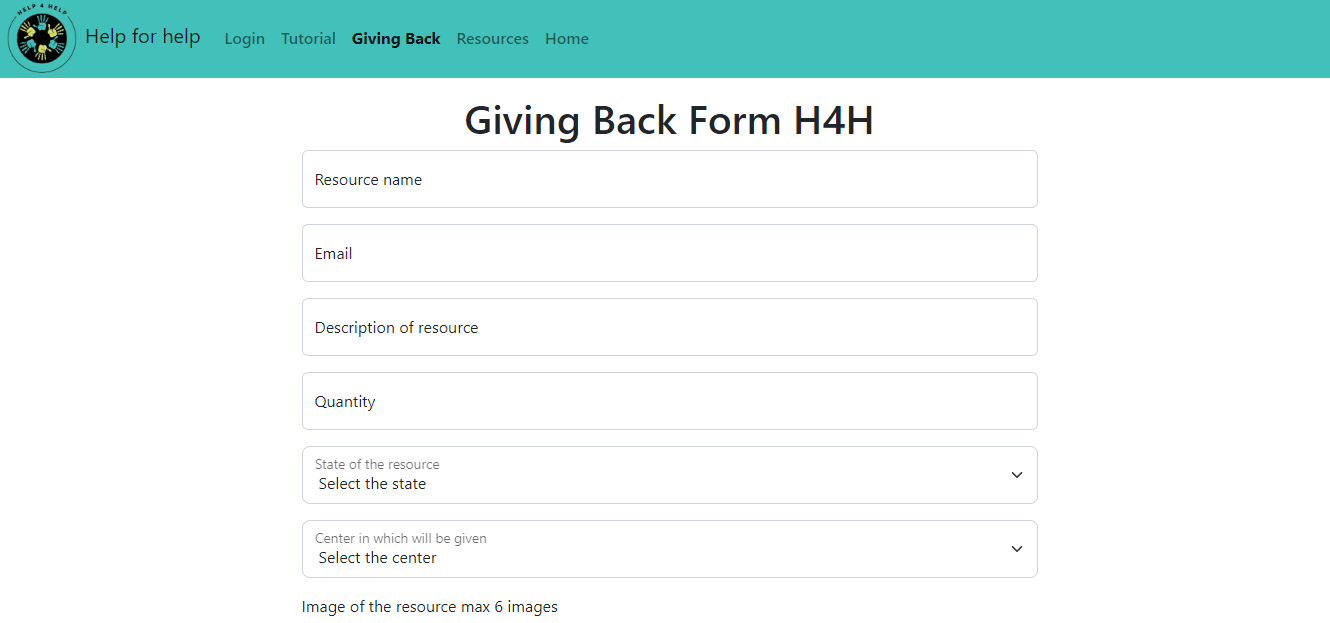 HELP 4 HELP
Help for help
Login Tutorial Giving Back Resources Home
Giving Back Form H4H
Resource name
Email
Description of resource
Quantity
State of the resource
Select the state
Center in which will be given
Select the center
Image of the resource max 6 images